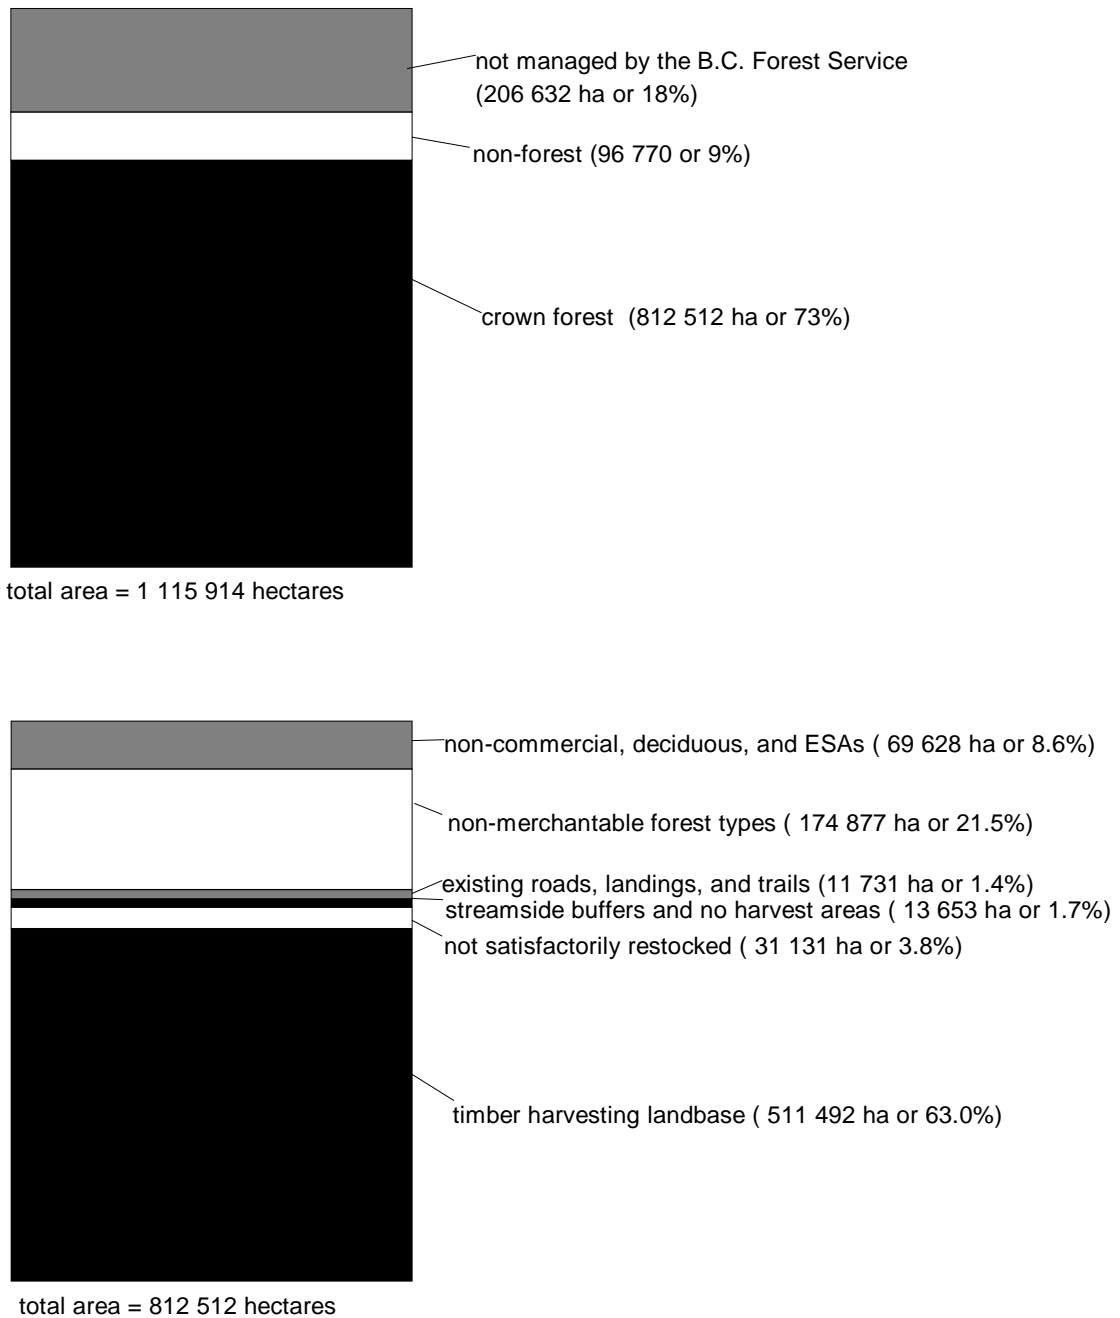 not managed by the B.C. Forest Service
(206 632 ha or 18%)
non-forest (96 770 or 9%)
crown forest  (812 512 ha or 73%)
total area = 1 115 914 hectares
non-commercial, deciduous, and ESAs ( 69 628 ha or 8.6%)
non-merchantable forest types ( 174 877 ha or 21.5%)
existing roads, landings, and trails (11 731 ha or 1.4%)
streamside buffers and no harvest areas ( 13 653 ha or 1.7%)
not satisfactorily restocked ( 31 131 ha or 3.8%)
timber harvesting landbase ( 511 492 ha or 63.0%)
total area = 812 512 hectares